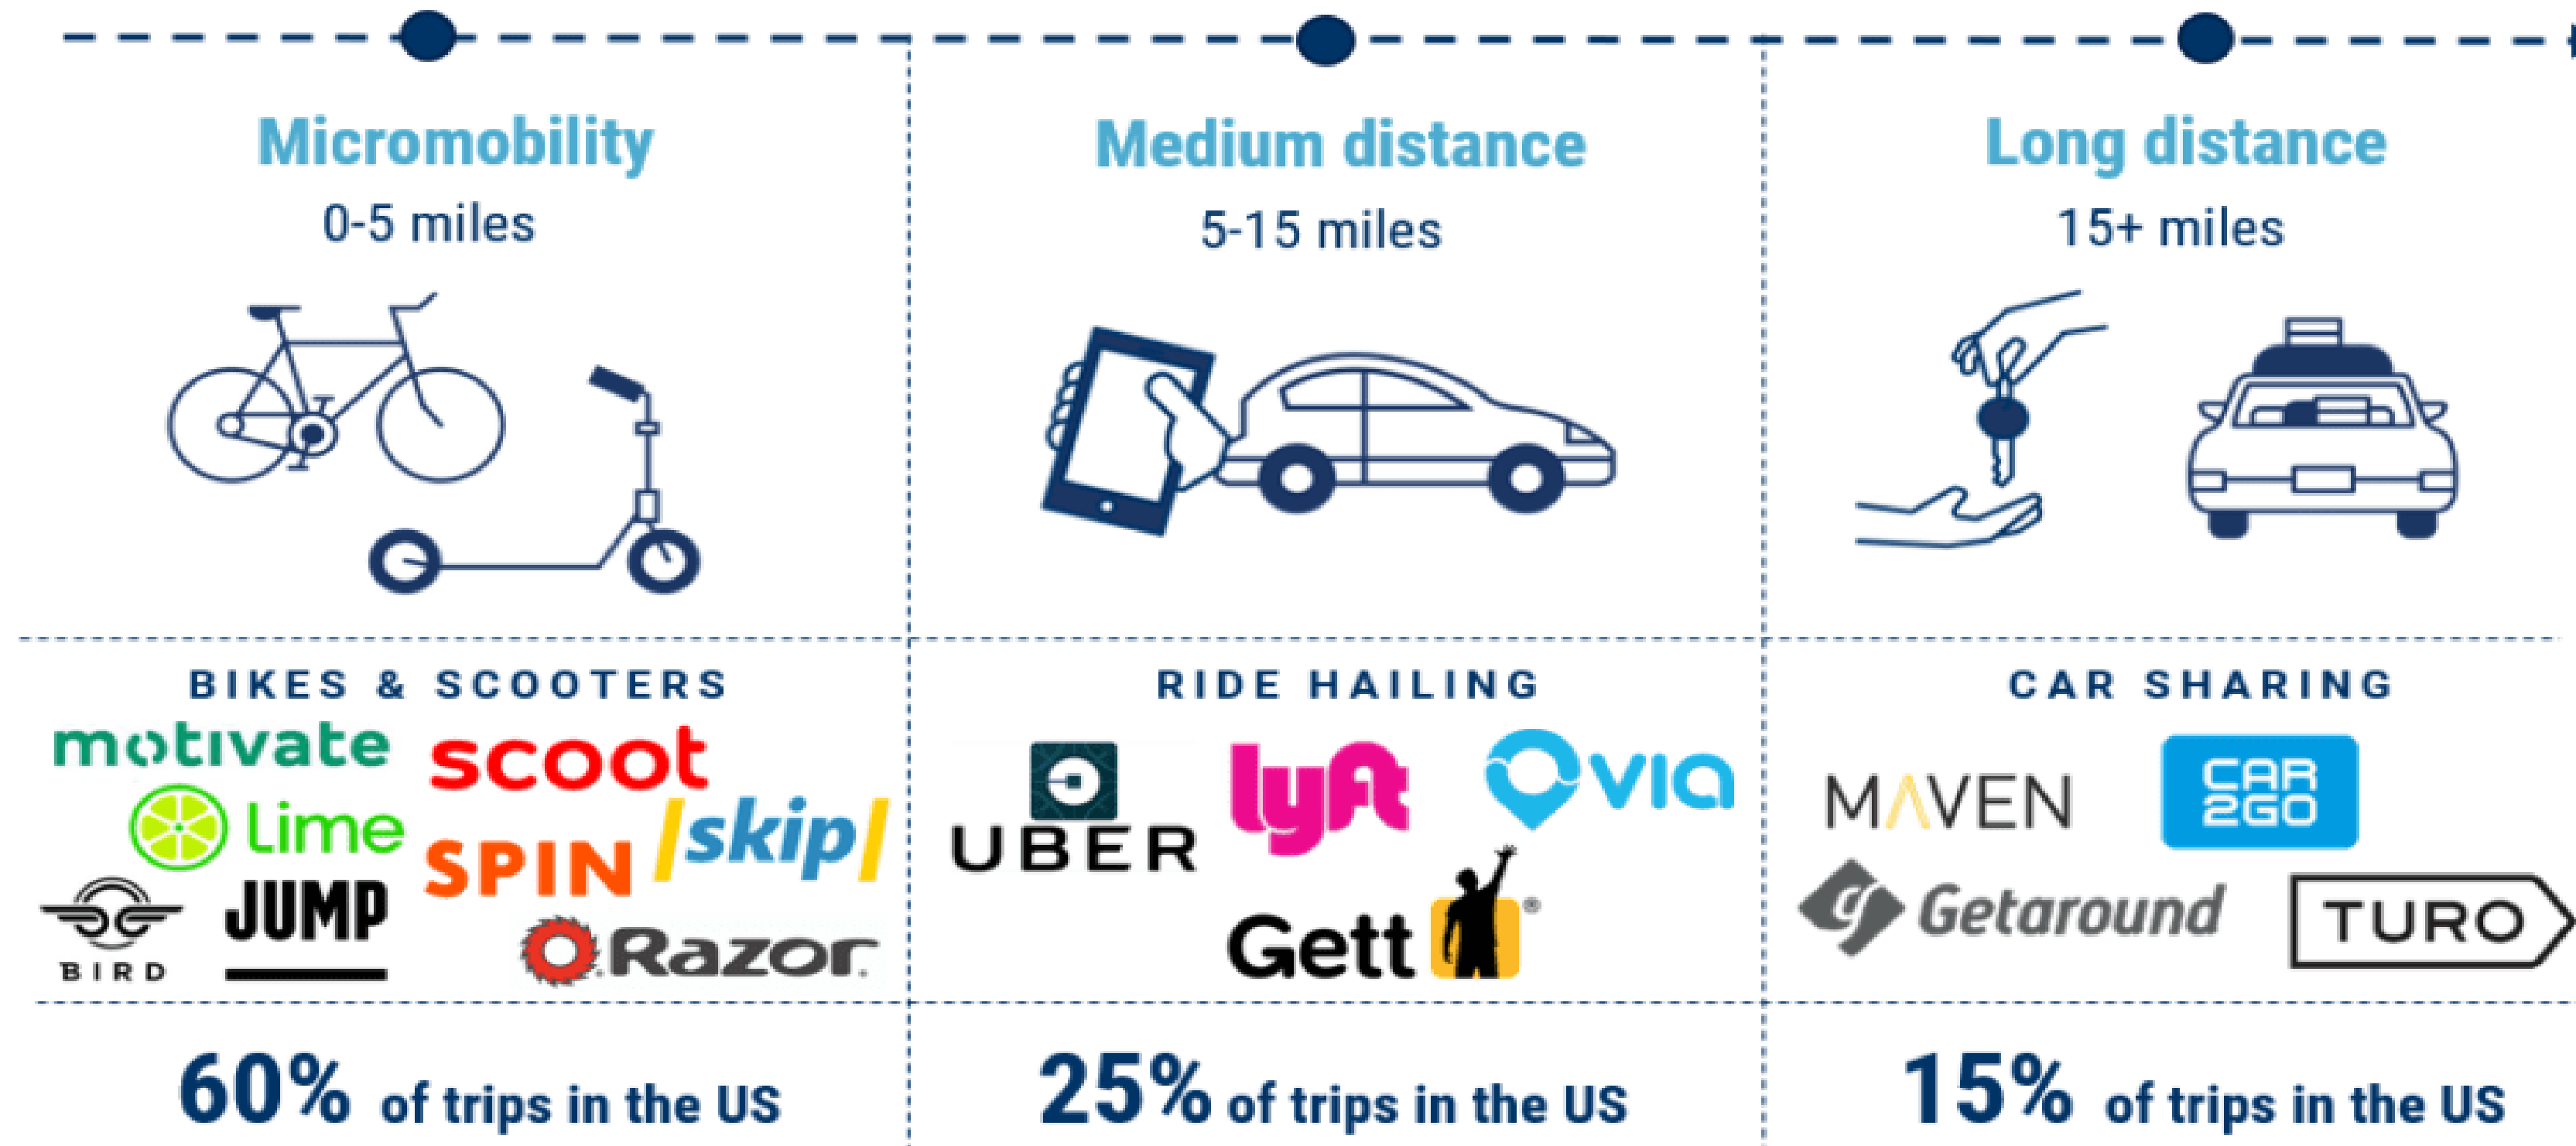 Micromobility
0-5 miles
BIKES & SCOOTERS
motivate
scoot
Lime
SPIN
/skip/
BIRD
JUMP
Razor
60% of trips in the US
Medium distance
5-15 miles
RIDE HAILING
UBER
lyft
via
Gett
25% of trips in the US
Long distance
15+ miles
CAR SHARING
MAVEN
CAR
2GO
Getaround
TURO
15% of trips in the US